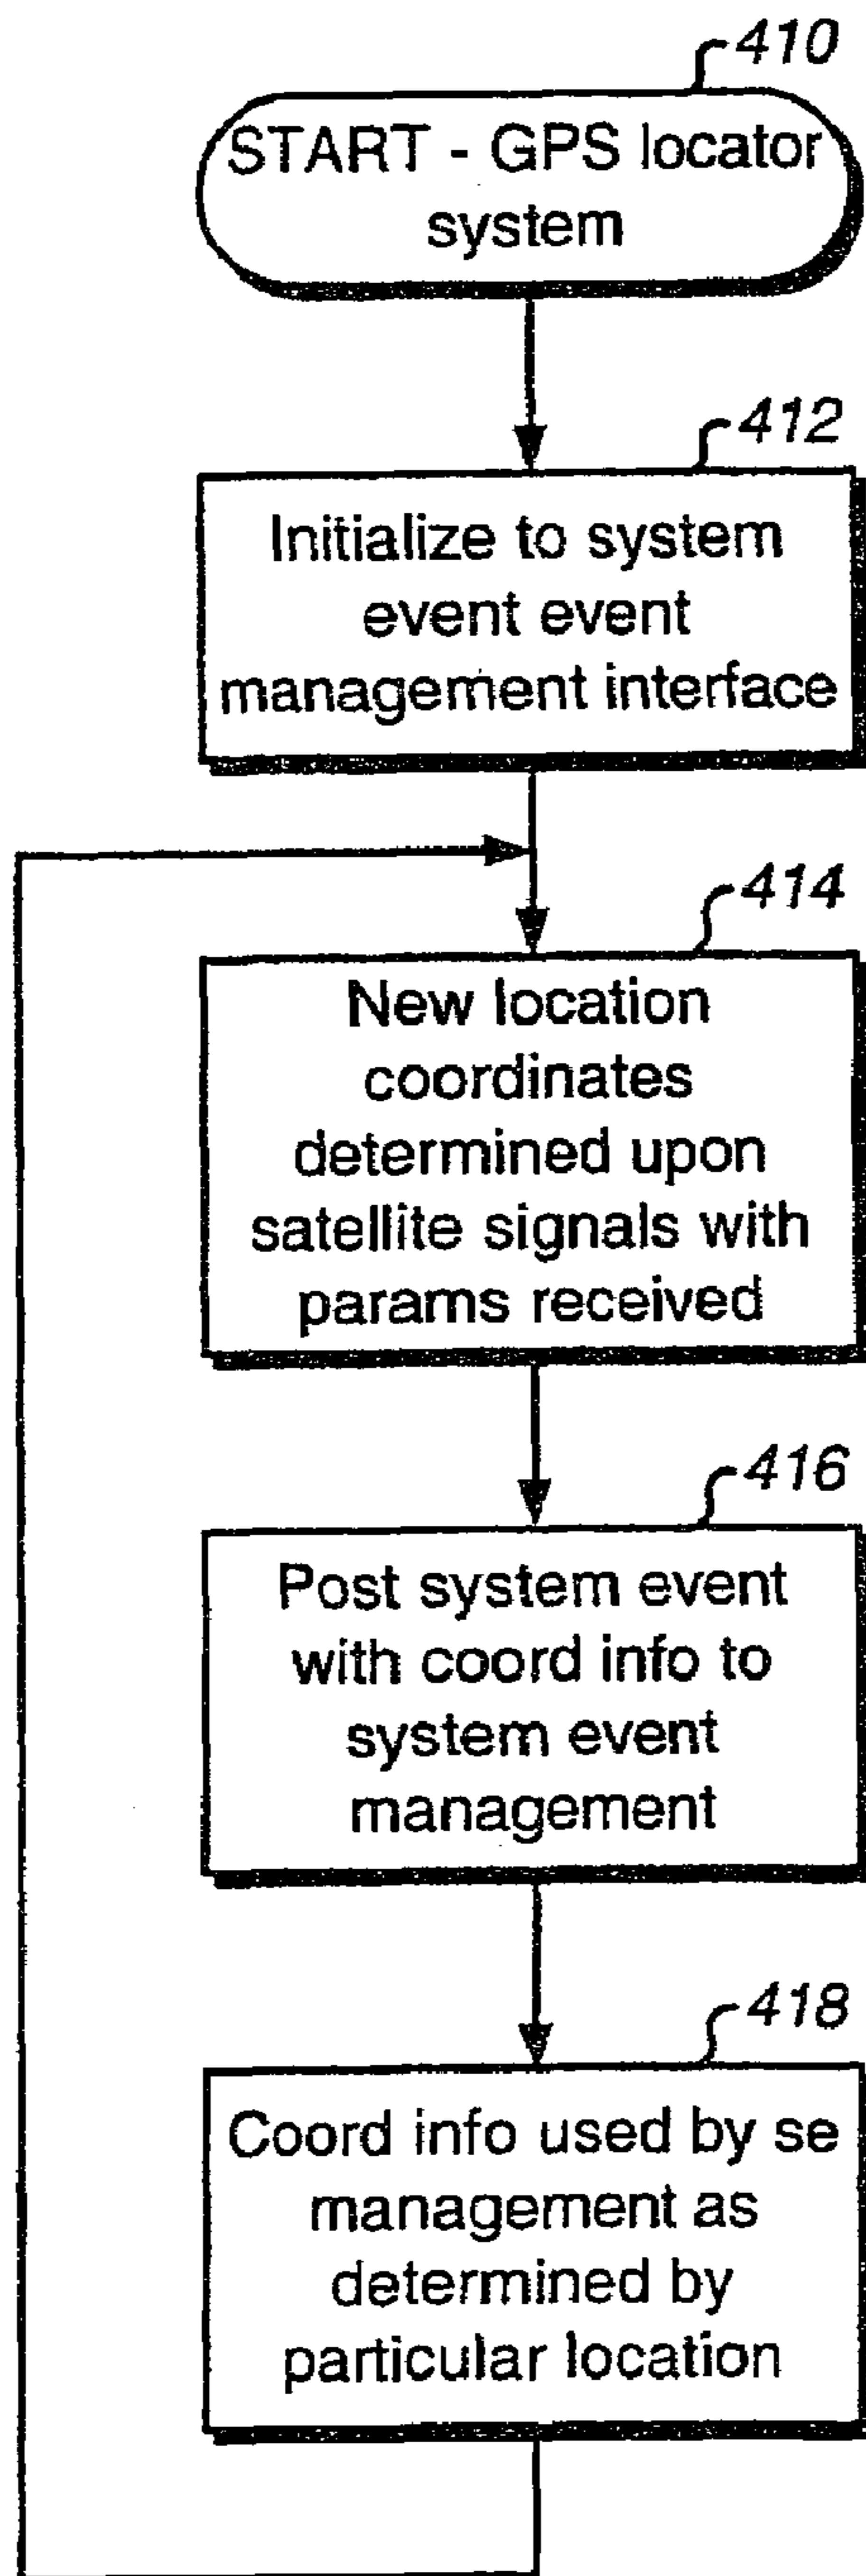 410
START - GPS locator
system
412
Initialize to system
event event
management interface
414
New location
coordinates
determined upon
satellite signals with
params received
416
Post system event
with coord info to
system event
management
418
Coord info used by se
management as
determined by
particular location